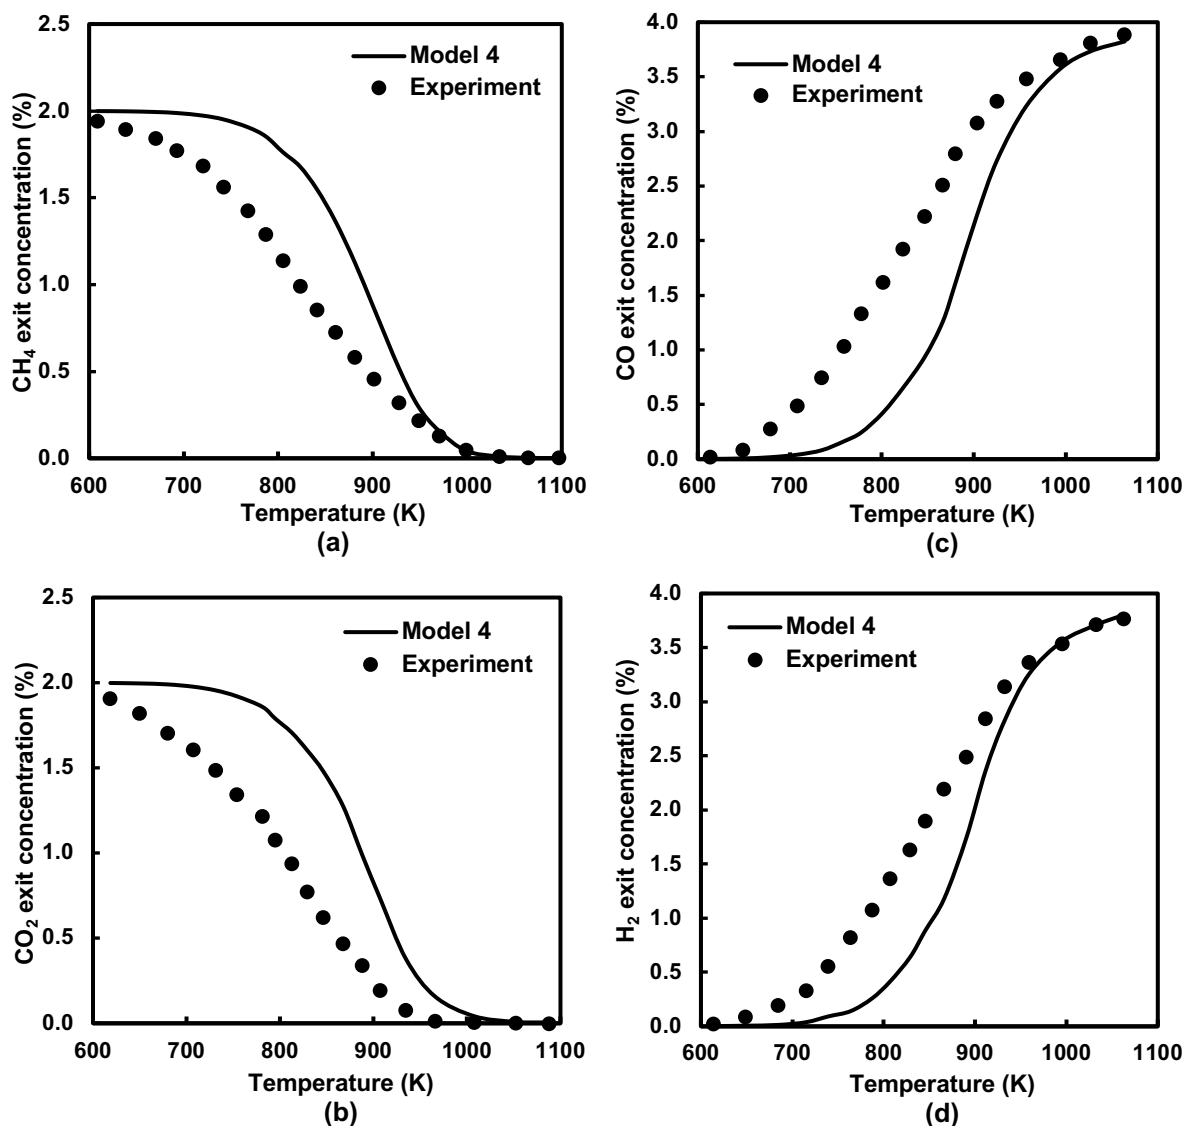 2.5
2.0
1.5
1.0
0.5
0.0
CH₄ exit concentration (%)
Model 4
Experiment
600 700 800 900 1000 1100
Temperature (K)
(a)
4.0
3.5
3.0
2.5
2.0
1.5
1.0
0.5
0.0
CO exit concentration (%)
Model 4
Experiment
600 700 800 900 1000 1100
Temperature (K)
(c)
2.5
2.0
1.5
1.0
0.5
0.0
CO₂ exit concentration (%)
Model 4
Experiment
600 700 800 900 1000 1100
Temperature (K)
(b)
4.0
3.5
3.0
2.5
2.0
1.5
1.0
0.5
0.0
H₂ exit concentration (%)
Model 4
Experiment
600 700 800 900 1000 1100
Temperature (K)
(d)